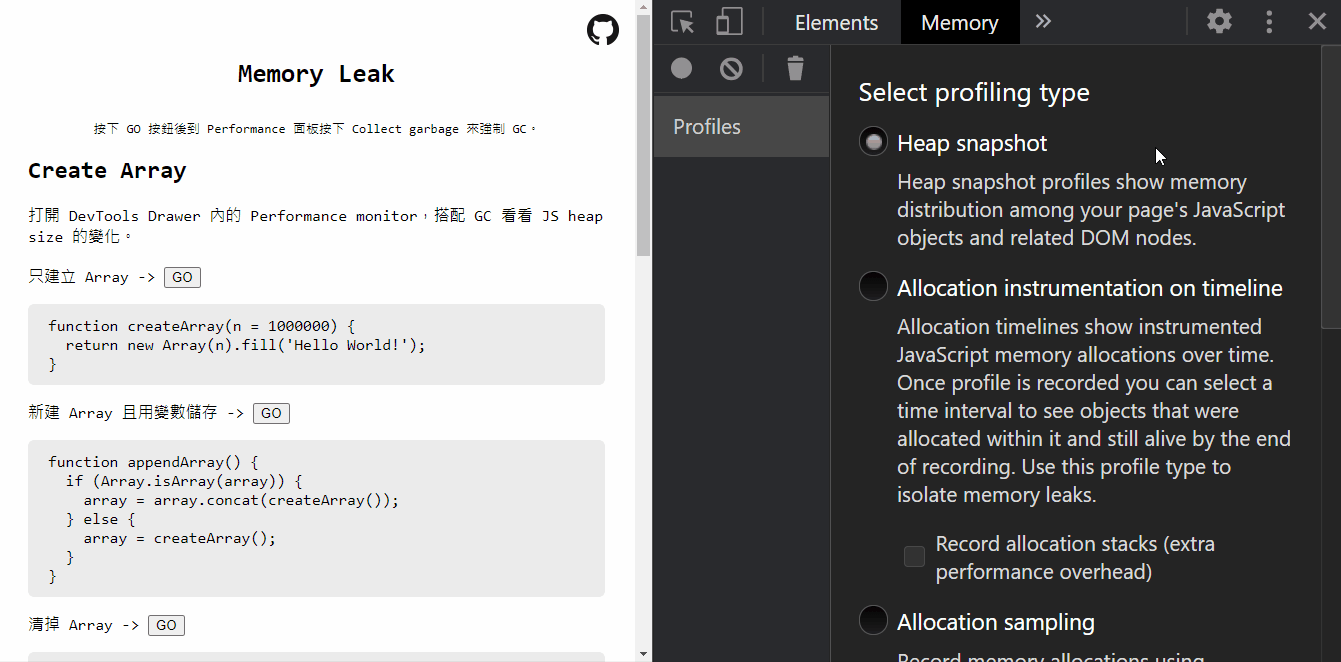 Memory Leak
按下 GO 按鈕後到 Performance 面板按下 Collect garbage 來強制 GC。
Create Array
打開 DevTools Drawer 內的 Performance monitor，搭配 GC 看看 JS heap
size 的變化。
只建立 Array -> GO
function createArray(n = 1000000) {
  return new Array(n).fill('Hello World!');
}
新建 Array 且用變數儲存 -> GO
function appendArray() {
  if (Array.isArray(array)) {
    array = array.concat(createArray());
  } else {
    array = createArray();
  }
}
清掉 Array -> GO
Elements
Memory
Profiles
Select profiling type
Heap snapshot
Heap snapshot profiles show memory
distribution among your page's JavaScript
objects and related DOM nodes.
Allocation instrumentation on timeline
Allocation timelines show instrumented
JavaScript memory allocations over time.
Once profile is recorded you can select a
time interval to see objects that were
allocated within it and still alive by the end
of recording. Use this profile type to
isolate memory leaks.
Record allocation stacks (extra
performance overhead)
Allocation sampling
Record memory allocations using